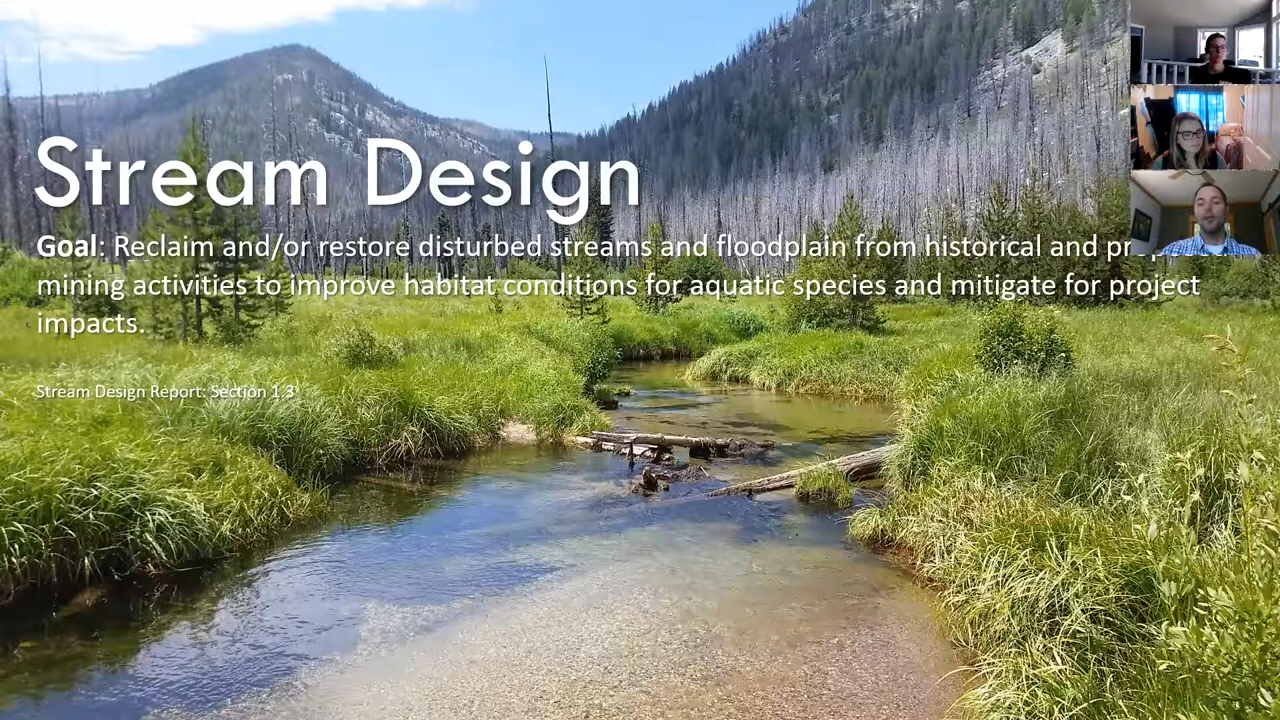 Stream Design
Goal: Reclaim and/or restore disturbed streams and floodplain from historical and
mining activities to improve habitat conditions for aquatic species and mitigate for project
impacts.
Stream Design Report: Section 1.3